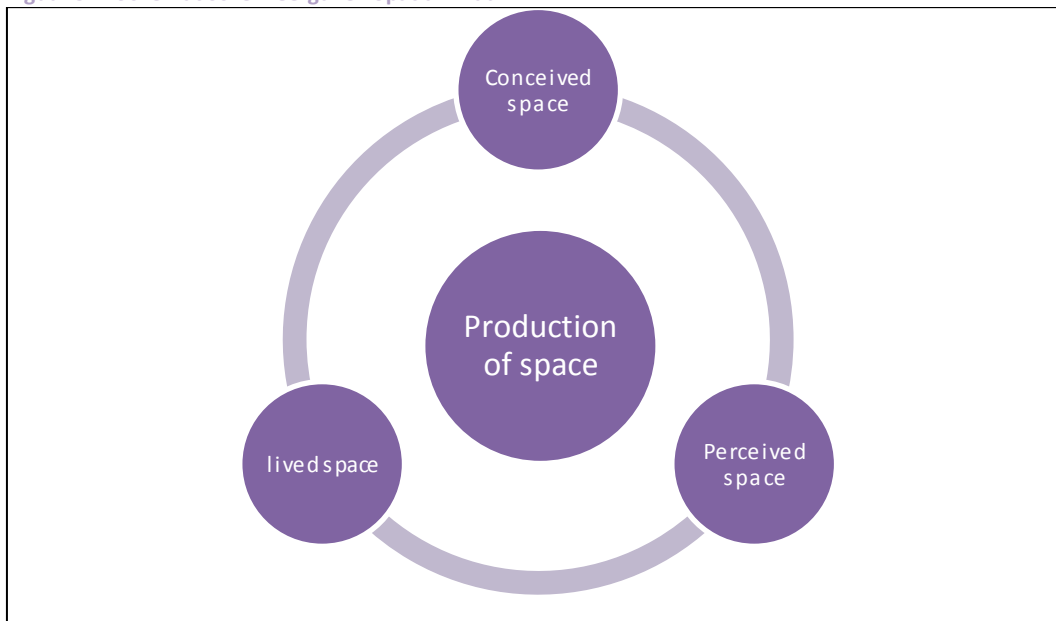 Conceived
space
Production
of space
lived space
Perceived
space